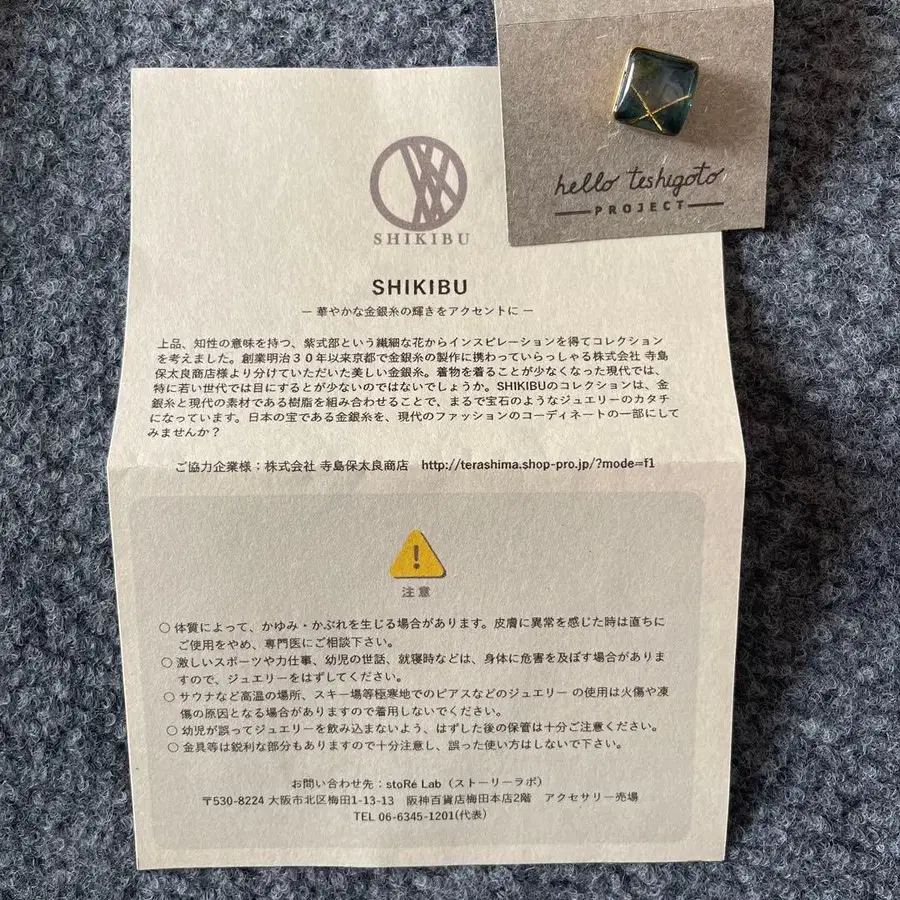 hello teshigoto
PROJECT
SHIKIBU
SHIKIBU
― 華やかな金銀糸の輝きをアクセントに ―
上品、知性の意味を持つ、紫式部という繊細な花からインスピレーションを得てコレクション
を考えました。創業明治30年以来京都で金銀糸の製作に携わっていらっしゃる株式会社 寺島
保太良商店様より分けていただいた美しい金銀糸。着物を着ることが少なくなった現代では、
特に若い世代では目にするとが少ないのではないでしょうか。SHIKIBUのコレクションは、金
銀糸と現代の素材である樹脂を組み合わせることで、まるで宝石のようなジュエリーのカタチ
になっています。日本の宝である金銀糸を、現代のファッションのコーディネートの一部にして
みませんか？
ご協力企業様：株式会社 寺島保太良商店 http://terashima.shop-pro.jp/?mode=f1
!
注意
○ 体質によって、かゆみ・かぶれを生じる場合があります。皮膚に異常を感じた時は直ちに
ご使用をやめ、専門医にご相談下さい。
○ 激しいスポーツや力仕事、幼児の世話、就寝時などは、身体に危害を及ぼす場合がありま
すので、ジュエリーをはずしてください。
○ サウナなど高温の場所、スキー場等極寒地でのピアスなどのジュエリー の使用は火傷や凍
傷の原因となる場合がありますので着用しないでください。
○ 幼児が誤ってジュエリーを飲み込まないよう、はずした後の保管は十分ご注意ください。
○ 金具等は鋭利な部分もありますので十分注意し、誤った使い方はしないで下さい。
お問い合わせ先：stoRé Lab（ストーリーラボ）
〒530-8224 大阪市北区梅田1-13-13 阪神百貨店梅田本店2階 アクセサリー売場
TEL 06-6345-1201(代表)